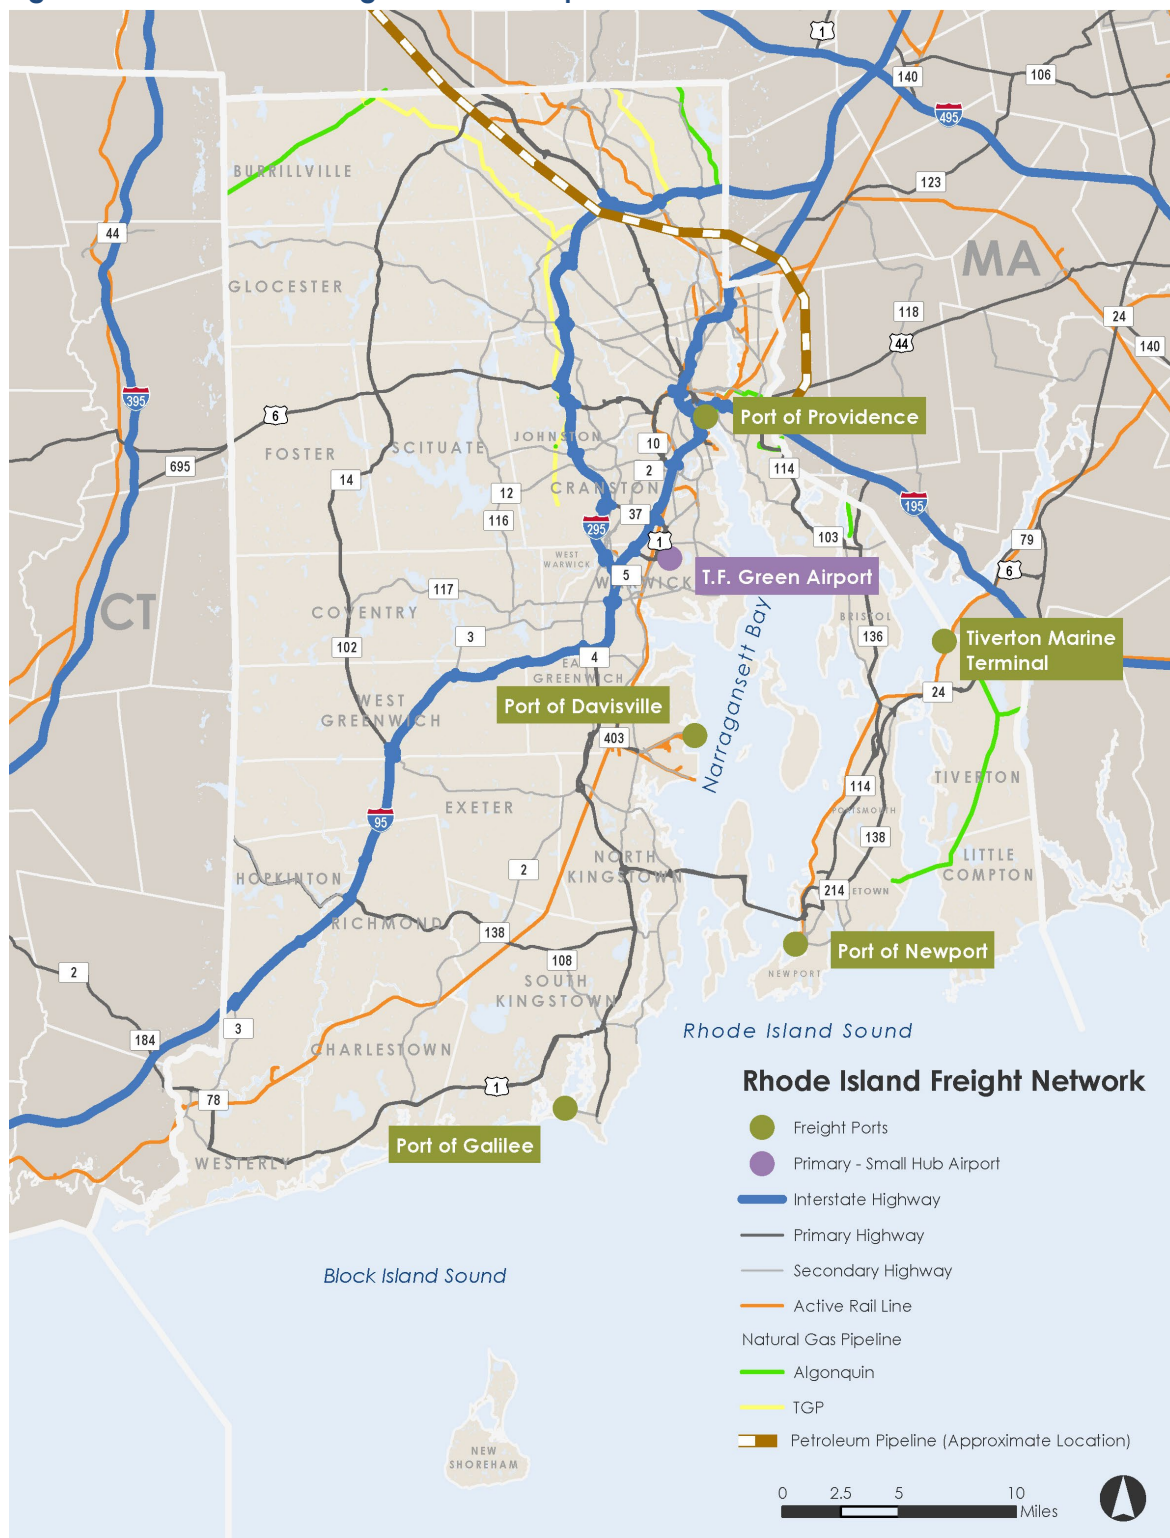 1
140
106
495
123
BURRILLVILLE
44
MA
GLOCESTER
118
24
44
140
395
6
Port of Providence
JOHNSTON
10
SCITUATE
FOSTER
695
114
2
14
CRANSTON
12
195
116
37
295
103
79
1
WEST
WARWICK
6
T.F. Green Airport
5
WARWICK
117
CT
COVENTRY
Narragansett Bay
BRISTOL
3
136
Tiverton Marine
Terminal
102
4
EAST
GREENWICH
24
WEST
GREENWICH
Port of Davisville
403
TIVERTON
114
PORTSMOUTH
EXETER
95
138
NORTH
KINGSTOWN
LITTLE
COMPTON
2
HOPKINTON
214
ETOWN
RICHMOND
138
Port of Newport
108
2
NEWPORT
SOUTH
KINGSTOWN
3
Rhode Island Sound
184
CHARLESTOWN
1
78
Port of Galilee
WESTERLY
Block Island Sound
NEW
SHOREHAM
Rhode Island Freight Network
Freight Ports
Primary - Small Hub Airport
Interstate Highway
Primary Highway
Secondary Highway
Active Rail Line
Natural Gas Pipeline
Algonquin
TGP
Petroleum Pipeline (Approximate Location)
0 2.5 5 10
Miles